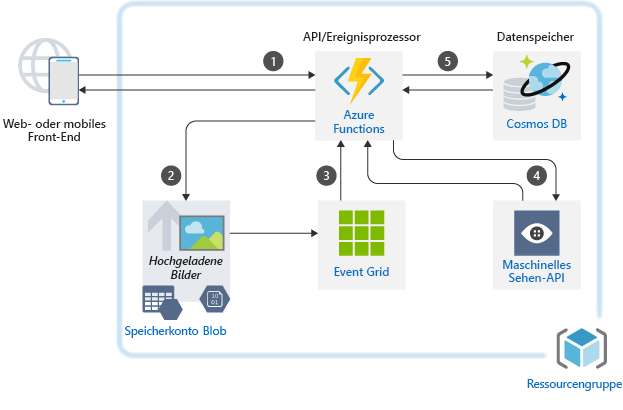 API/Ereignisprozessor
Datenspeicher
1
5
Azure
Functions
Cosmos DB
Web- oder mobiles
Front-End
2
3
4
Hochgeladene
Bilder
Event Grid
Maschinelles
Sehen-API
10
01
Speicherkonto Blob
Ressourcengruppe